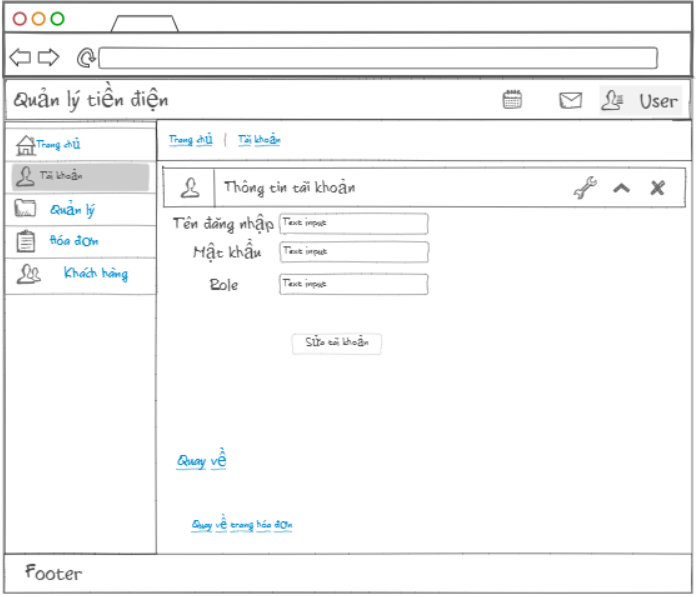 Quản lý tiền điện
User
Trang chủ
Tài khoản
Quản lý
Hóa đơn
Khách hàng
Trang chủ | Tài khoản
Thông tin tài khoản
Tên đăng nhập Text input
Mật khẩu Text input
Role Text input
Sửa tài khoản
Quay về
Quay về trang hóa đơn
Footer